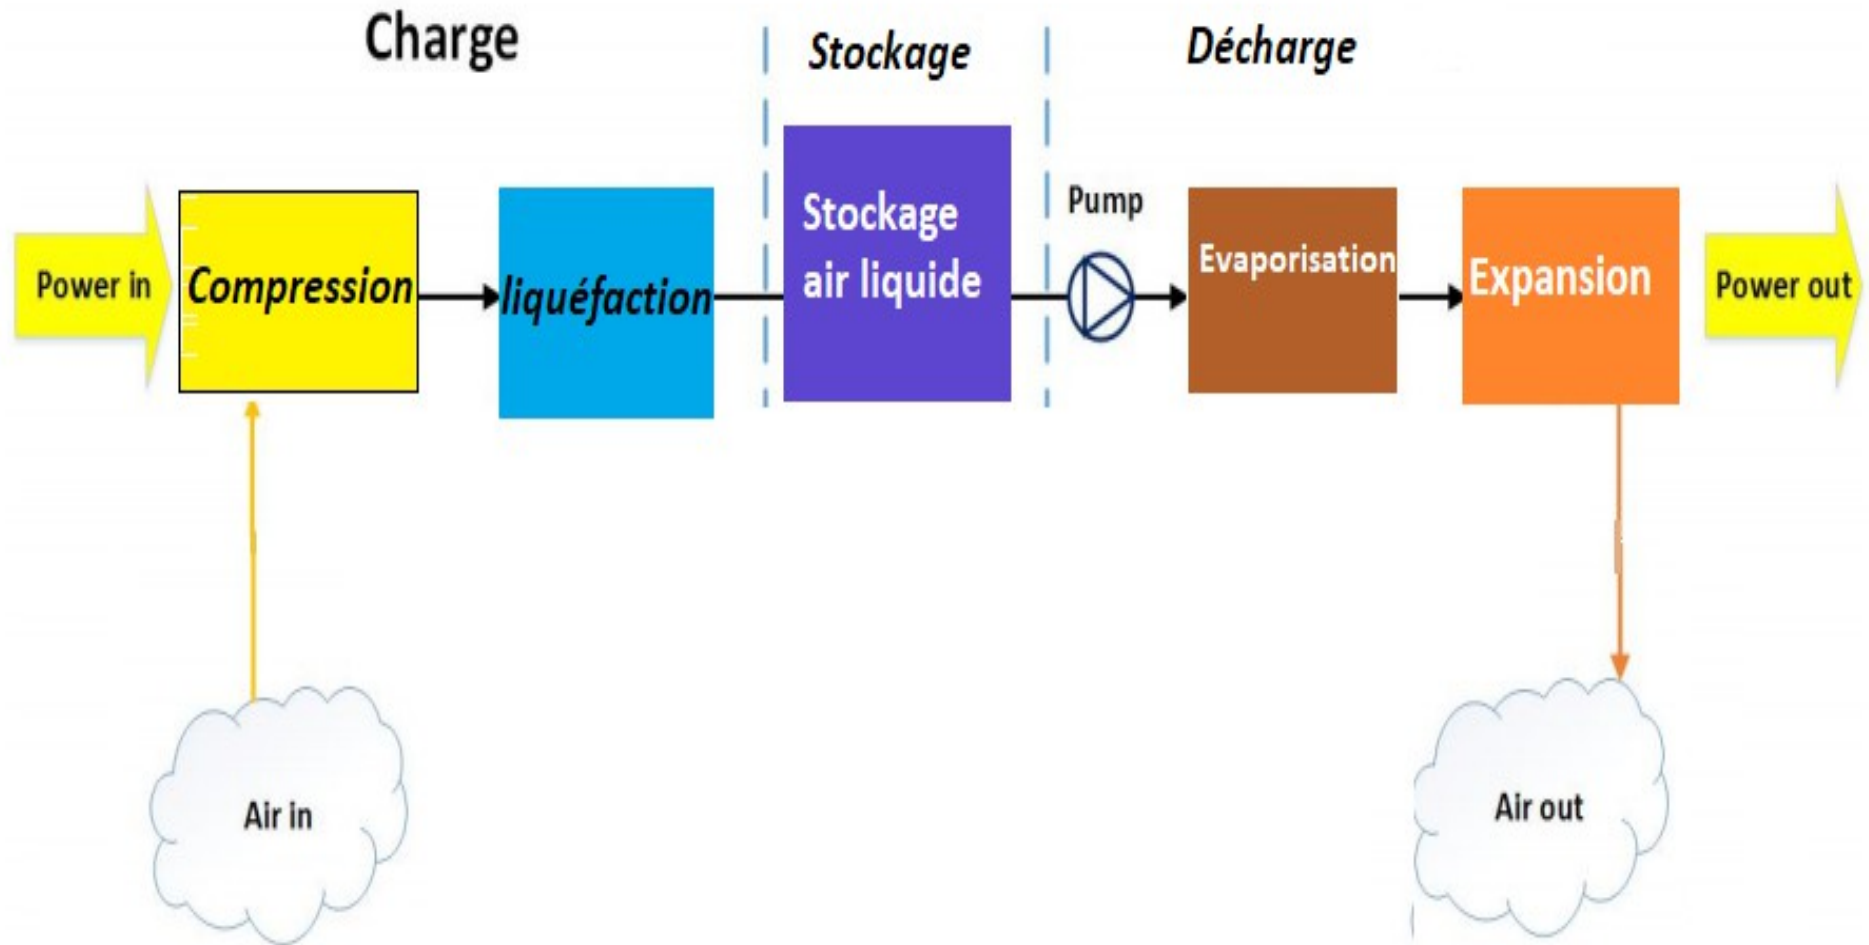 Charge
Stockage
Décharge
Power in
Compression
liquéfaction
Stockage
air liquide
Pump
Evaporisation
Expansion
Power out
Air in
Air out